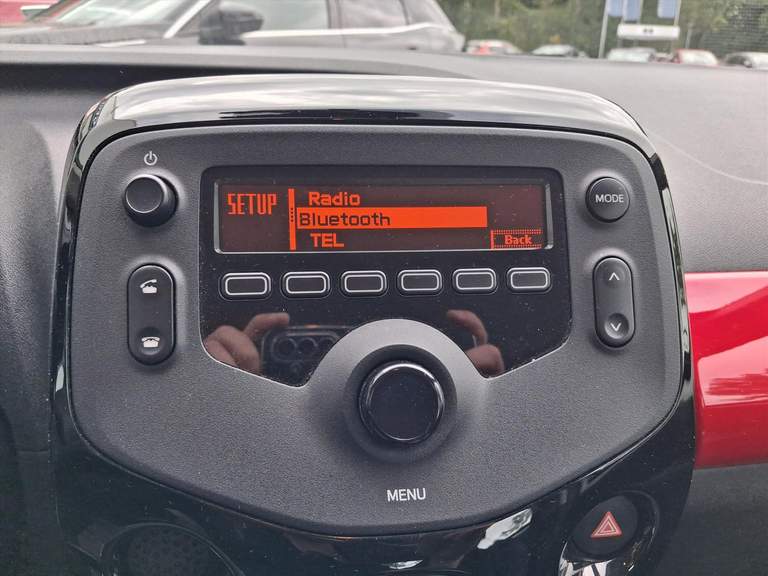 SETUP
Radio
Bluetooth
TEL
Back
MODE
MENU